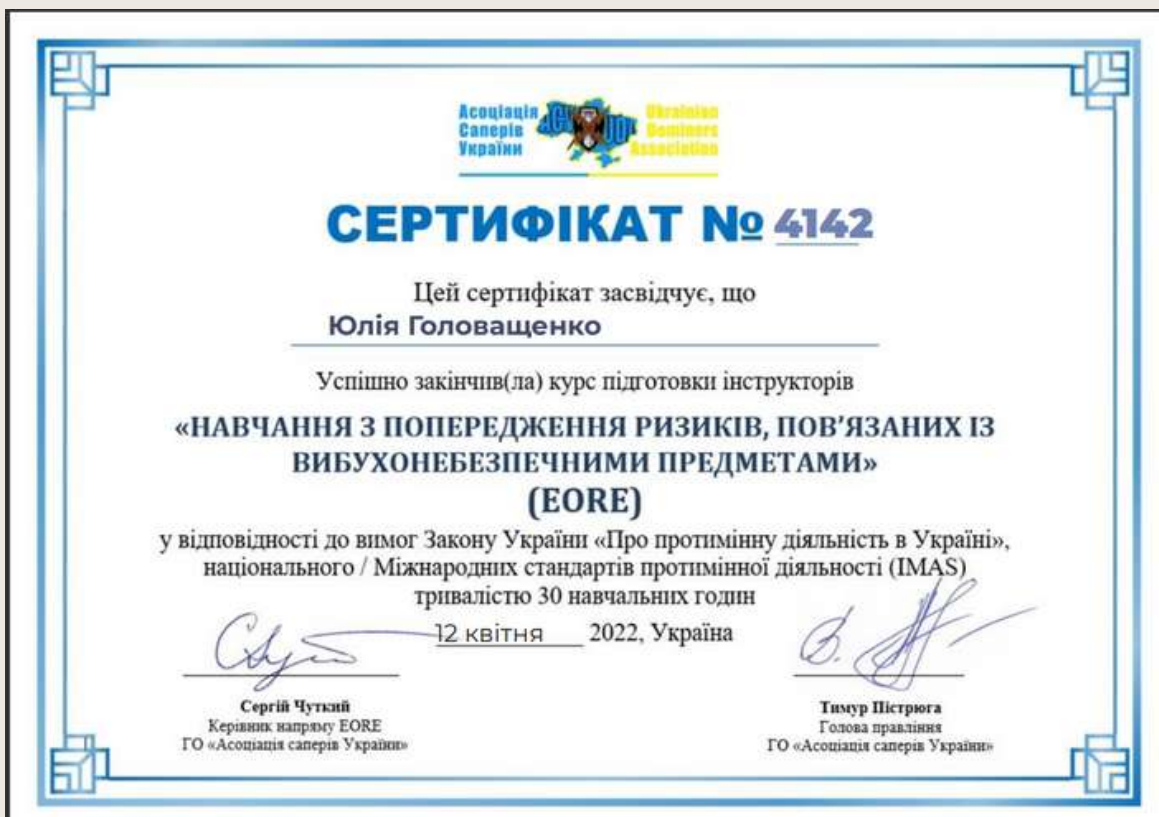 Асоціація
Саперів
України
Ukrainian
Deminers
Association
СЕРТИФІКАТ № 4142
Цей сертифікат засвідчує, що
Юлія Головащенко
Успішно закінчив(ла) курс підготовки інструкторів
«НАВЧАННЯ З ПОПЕРЕДЖЕННЯ РИЗИКІВ, ПОВ’ЯЗАНИХ ІЗ
ВИБУХОНЕБЕЗПЕЧНИМИ ПРЕДМЕТАМИ»
(EORE)
у відповідності до вимог Закону України «Про протимінну діяльність в Україні»,
національного / Міжнародних стандартів протимінної діяльності (IMAS)
тривалістю 30 навчальних годин
12 квітня 2022, Україна
Сергій Чуткий
Керівник напряму EORE
ГО «Асоціація саперів України»
Тимур Пістрюга
Голова правління
ГО «Асоціація саперів України»